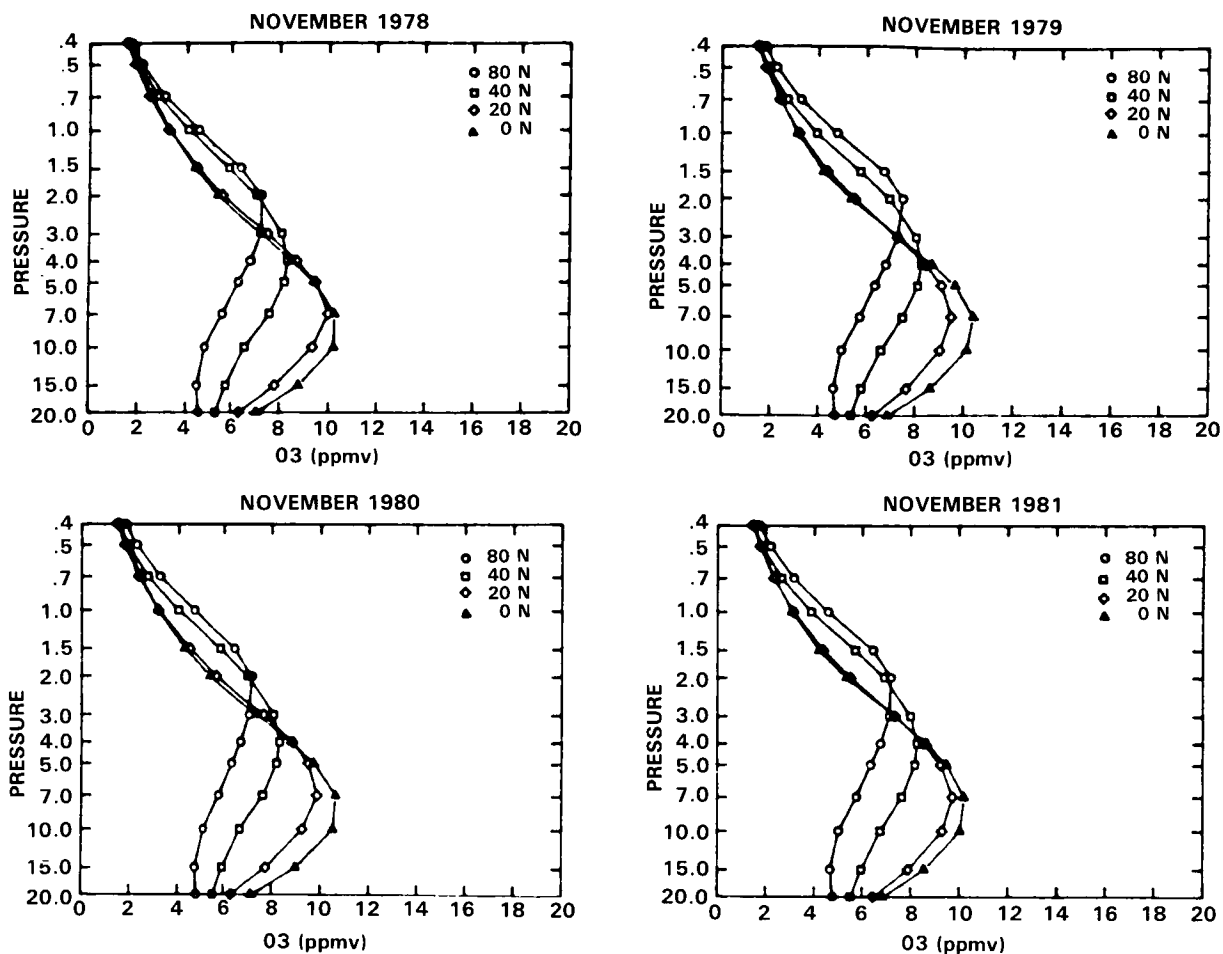 NOVEMBER 1978
.4
.5
.7
1.0
1.5
2.0
3.0
4.0
5.0
7.0
10.0
15.0
20.0
PRESSURE
80 N
40 N
20 N
0 N
0 2 4 6 8 10 12 14 16 18 20
03 (ppmv)
NOVEMBER 1979
.4
.5
.7
1.0
1.5
2.0
3.0
4.0
5.0
7.0
10.0
15.0
20.0
PRESSURE
80 N
40 N
20 N
0 N
0 2 4 6 8 10 12 14 16 18 20
03 (ppmv)
NOVEMBER 1980
.4
.5
.7
1.0
1.5
2.0
3.0
4.0
5.0
7.0
10.0
15.0
20.0
PRESSURE
80 N
40 N
20 N
0 N
0 2 4 6 8 10 12 14 16 18 20
03 (ppmv)
NOVEMBER 1981
.4
.5
.7
1.0
1.5
2.0
3.0
4.0
5.0
7.0
10.0
15.0
20.0
PRESSURE
80 N
40 N
20 N
0 N
0 2 4 6 8 10 12 14 16 18 20
03 (ppmv)